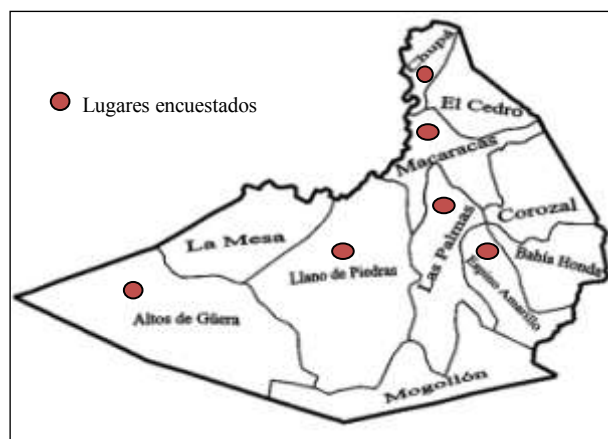 Lugares encuestados
Chupá
El Cedro
Macaracas
Corozal
La Mesa
Las Palmas
Bahía Honda
Llano de Piedras
Espino Amarillo
Altos de Güera
Mogollón